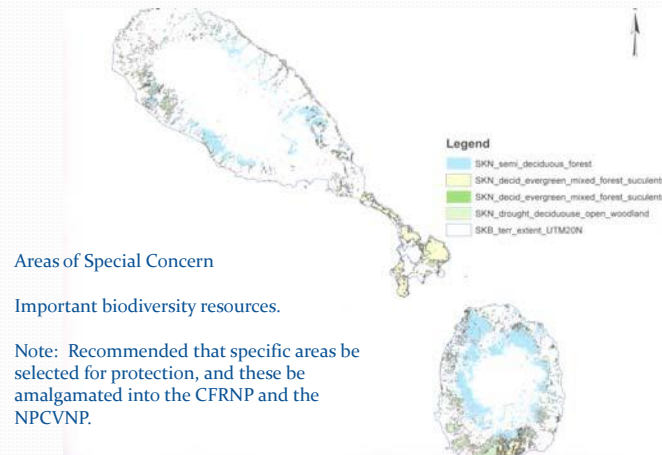 Legend
SKN_semi_deciduous_forest
SKN_decid_evergreen_mixed_forest_suculent
SKN_decid_evergreen_mixed_forest_suculent
SKN_drought_deciduouse_open_woodland
SKB_terr_extent_UTM20N
Areas of Special Concern
Important biodiversity resources.
Note: Recommended that specific areas be
selected for protection, and these be
amalgamated into the CFRNP and the
NPCVNP.